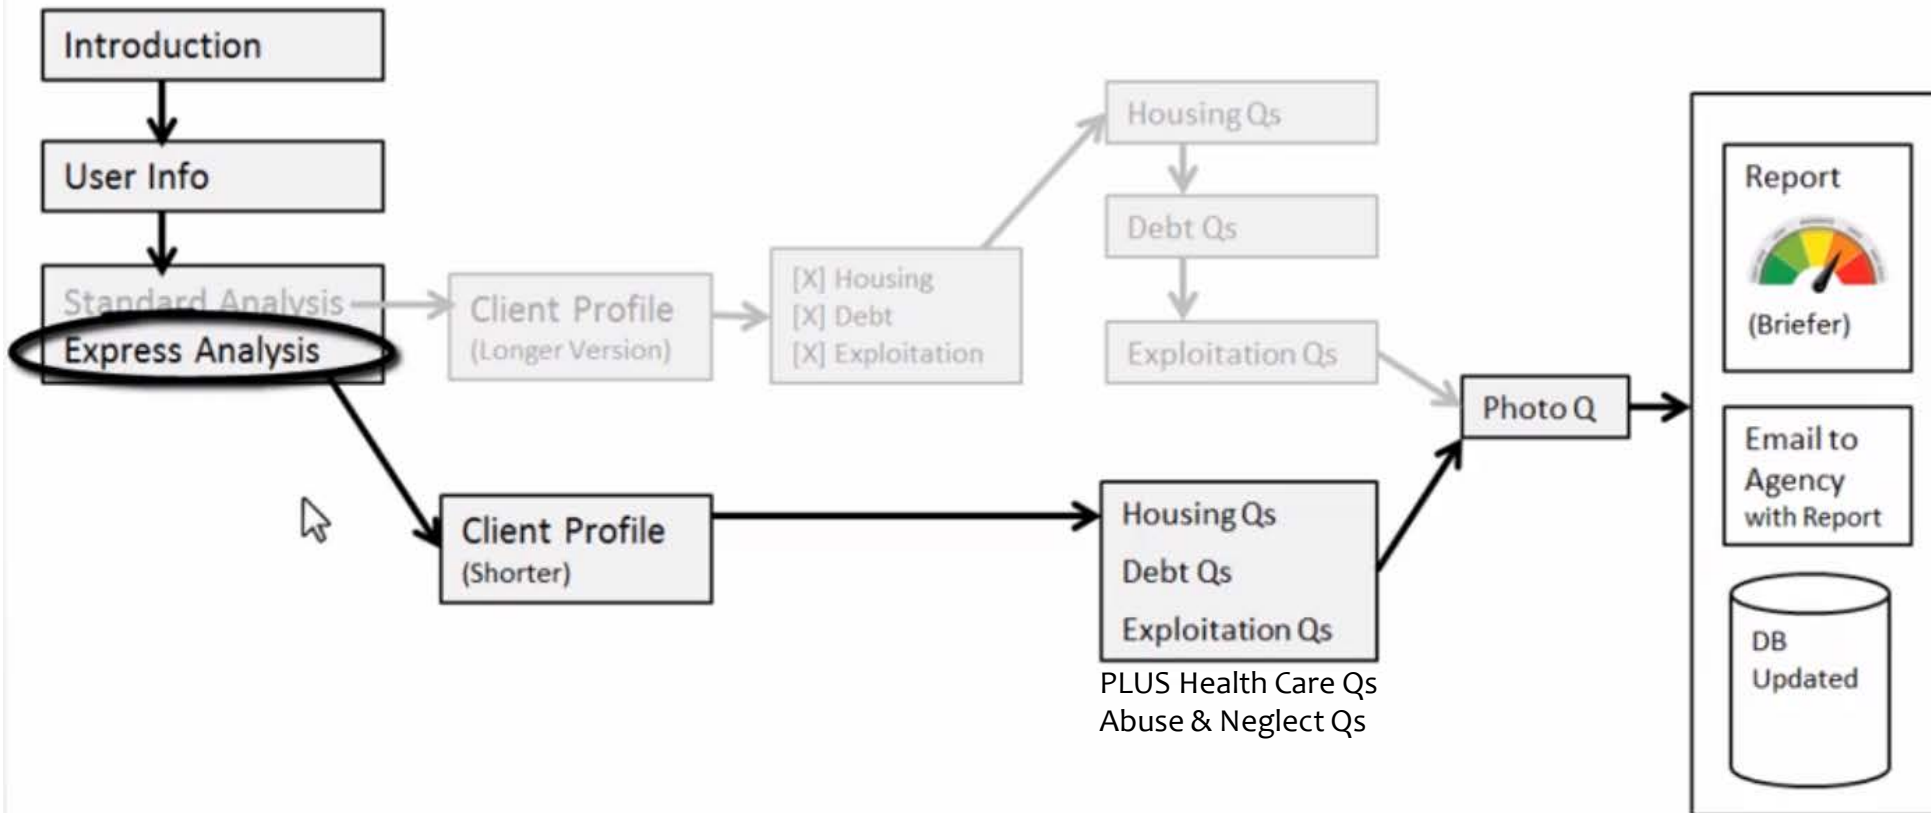 Introduction
User Info
Standard Analysis
Express Analysis
Client Profile
(Longer Version)
[X] Housing
[X] Debt
[X] Exploitation
Housing Qs
Debt Qs
Exploitation Qs
Client Profile
(Shorter)
Housing Qs
Debt Qs
Exploitation Qs
PLUS Health Care Qs
Abuse & Neglect Qs
Photo Q
Report
(Briefer)
Email to
Agency
with Report
DB
Updated